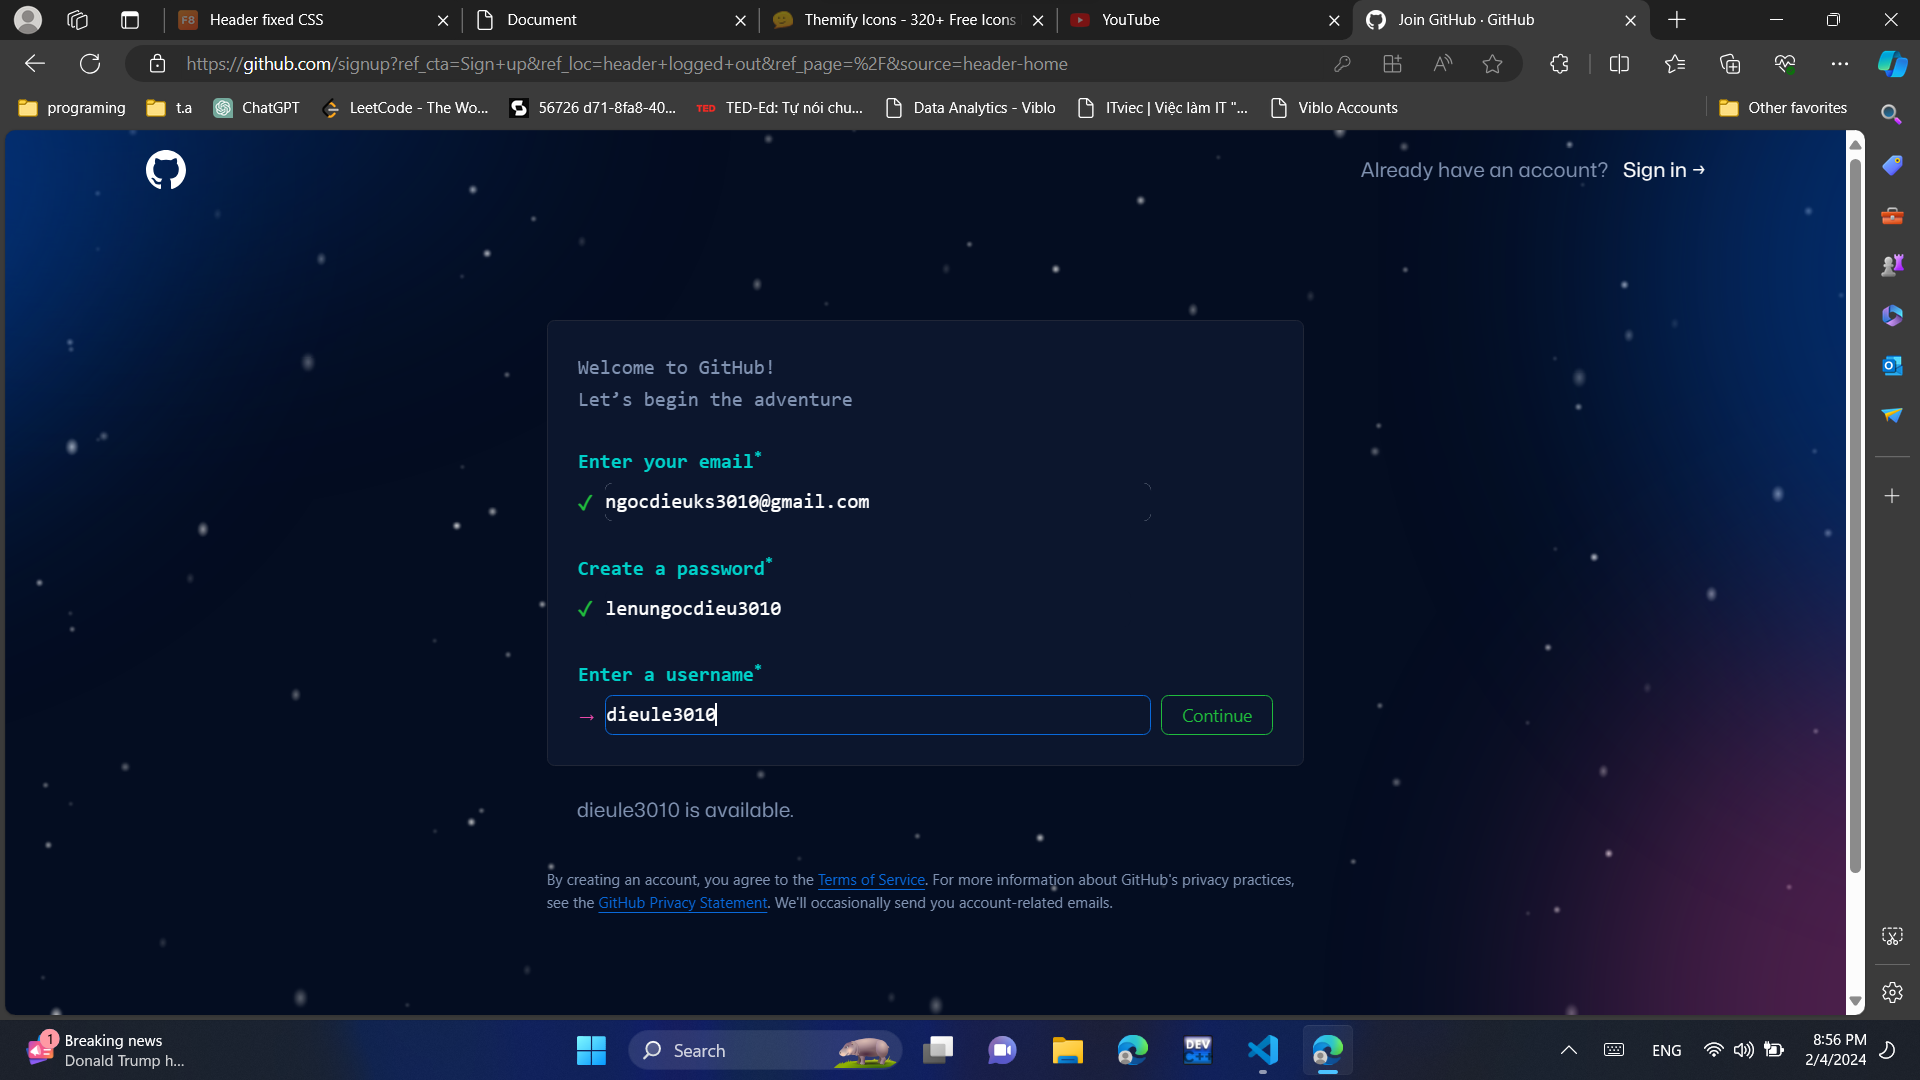 Header fixed CSS
Document
Themify Icons - 320+ Free Icons
YouTube
Join GitHub · GitHub
https://github.com/signup?ref_cta=Sign+up&ref_loc=header+logged+out&ref_page=%2F&source=header-home
programing
t.a
ChatGPT
LeetCode - The Wo...
56726 d71-8fa8-40...
TED-Ed: Tự nói chu...
Data Analytics - Viblo
ITviec | Việc làm IT "...
Viblo Accounts
Other favorites
Already have an account? Sign in →
Welcome to GitHub!
Let's begin the adventure
Enter your email*
✓ ngocdieuks3010@gmail.com
Create a password*
✓ lenungocdieu3010
Enter a username*
→ dieule3010
Continue
dieule3010 is available.
By creating an account, you agree to the Terms of Service. For more information about GitHub's privacy practices,
see the GitHub Privacy Statement. We'll occasionally send you account-related emails.
1
Breaking news
Donald Trump h...
Search
DEV
ENG
8:56 PM
2/4/2024